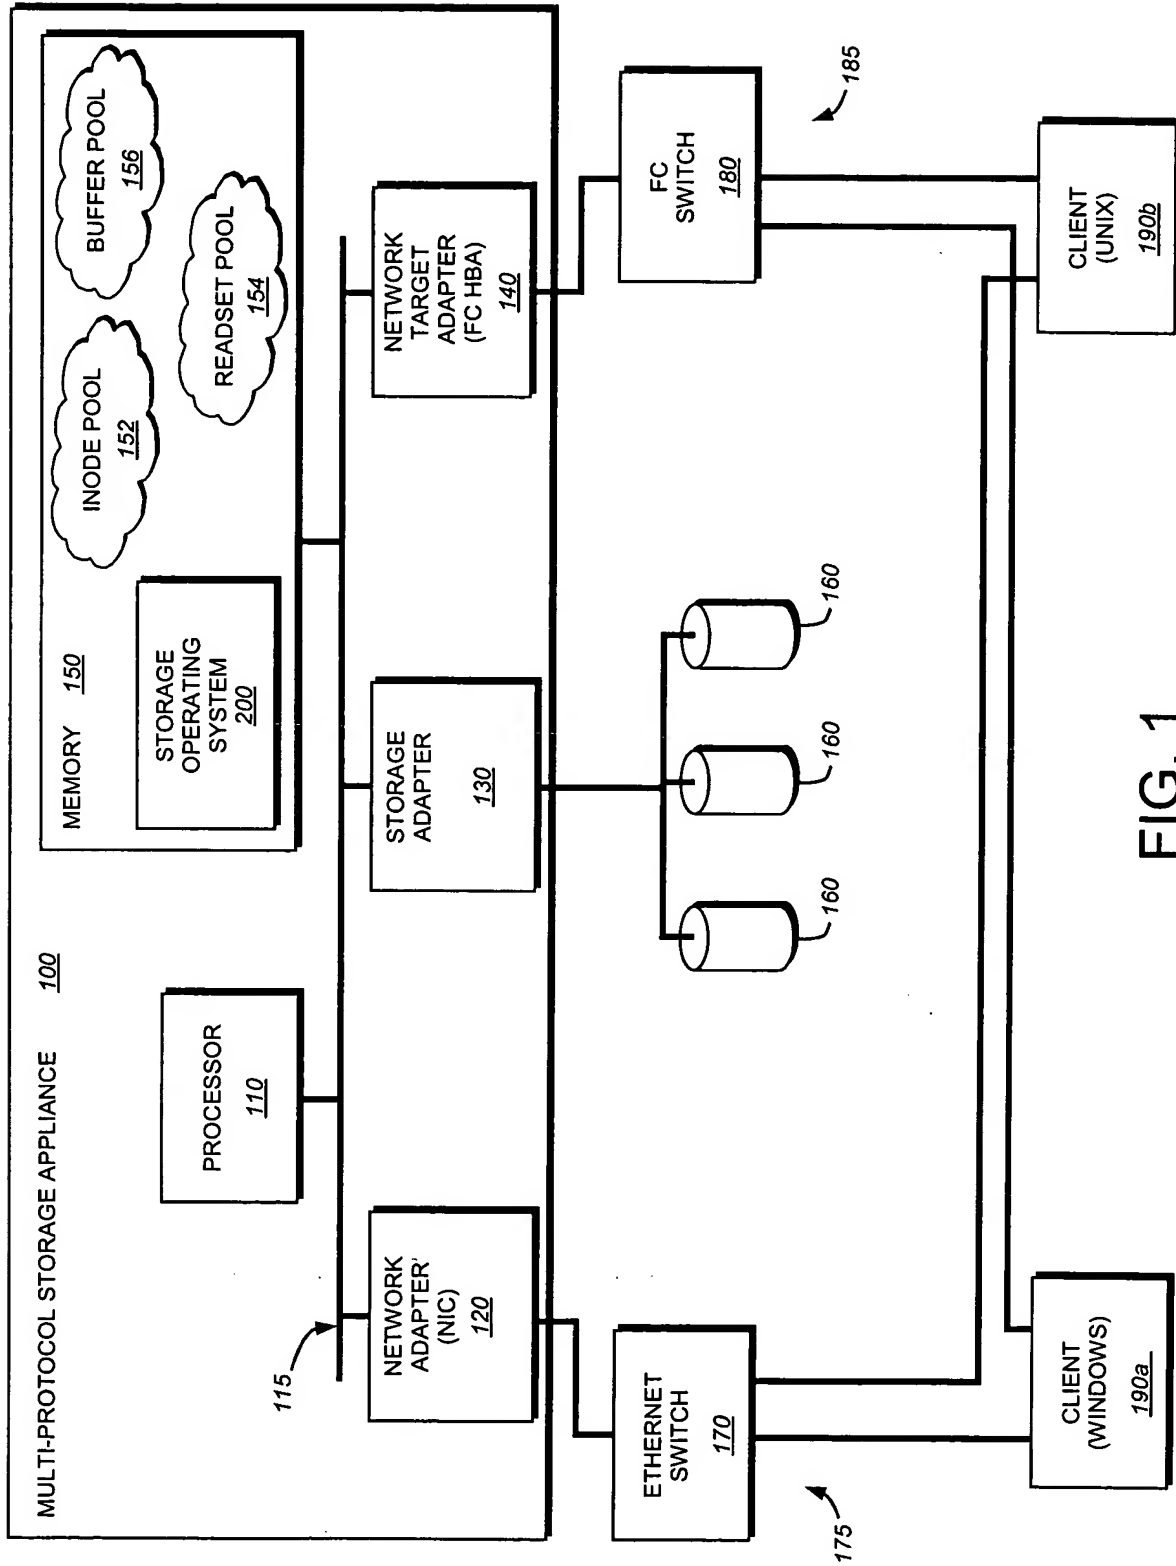 MULTI-PROTOCOL STORAGE APPLIANCE 100
MEMORY 150
INODE POOL
152
BUFFER POOL
156
READSET POOL
154
STORAGE
OPERATING
SYSTEM
200
PROCESSOR
110
115
NETWORK
ADAPTER'
(NIC)
120
STORAGE
ADAPTER
130
NETWORK
TARGET
ADAPTER
(FC HBA)
140
ETHERNET
SWITCH
170
175
160
160
160
FC
SWITCH
180
185
CLIENT
(WINDOWS)
190a
CLIENT
(UNIX)
190b
FIG. 1